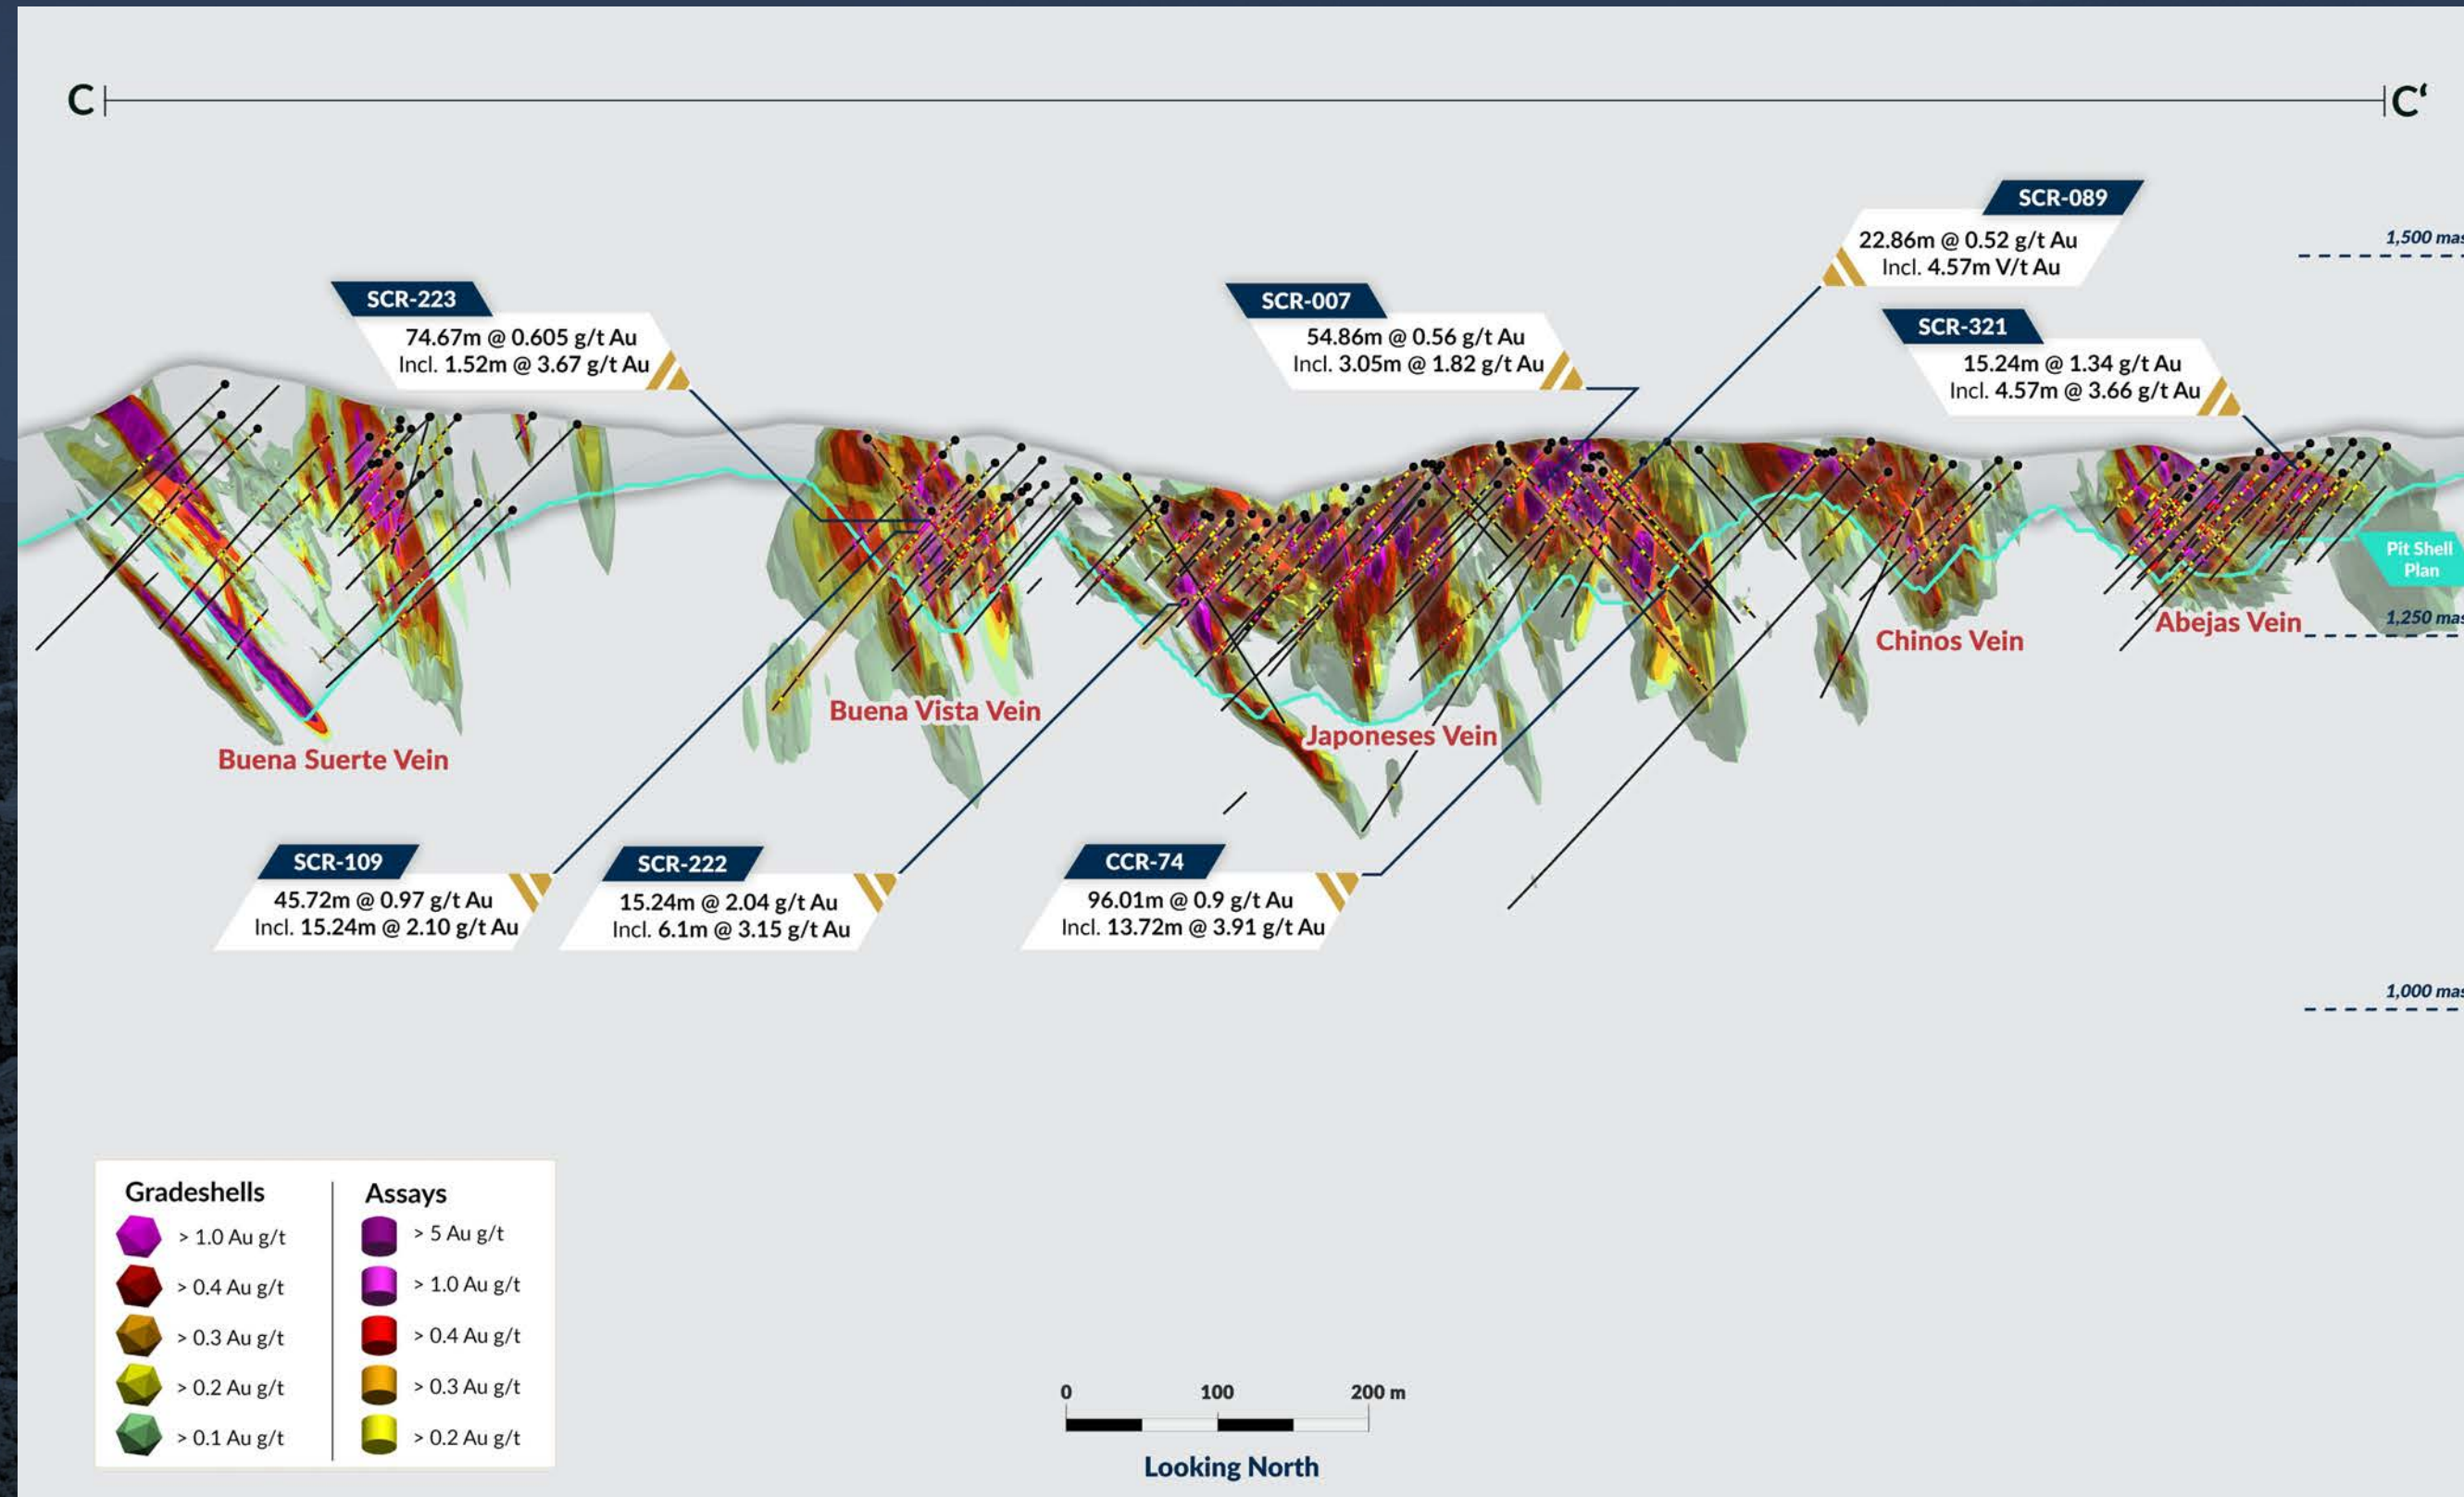 C
C‘
SCR-089
22.86m @ 0.52 g/t Au
Incl. 4.57m V/t Au
1,500 mas
SCR-223
74.67m @ 0.605 g/t Au
Incl. 1.52m @ 3.67 g/t Au
SCR-007
54.86m @ 0.56 g/t Au
Incl. 3.05m @ 1.82 g/t Au
SCR-321
15.24m @ 1.34 g/t Au
Incl. 4.57m @ 3.66 g/t Au
Pit Shell
Plan
1,250 mas
Abejas Vein
Chinos Vein
Buena Vista Vein
Japoneses Vein
Buena Suerte Vein
SCR-109
45.72m @ 0.97 g/t Au
Incl. 15.24m @ 2.10 g/t Au
SCR-222
15.24m @ 2.04 g/t Au
Incl. 6.1m @ 3.15 g/t Au
CCR-74
96.01m @ 0.9 g/t Au
Incl. 13.72m @ 3.91 g/t Au
1,000 mas
Gradeshells
> 1.0 Au g/t
> 0.4 Au g/t
> 0.3 Au g/t
> 0.2 Au g/t
> 0.1 Au g/t
Assays
> 5 Au g/t
> 1.0 Au g/t
> 0.4 Au g/t
> 0.3 Au g/t
> 0.2 Au g/t
0 100 200 m
Looking North